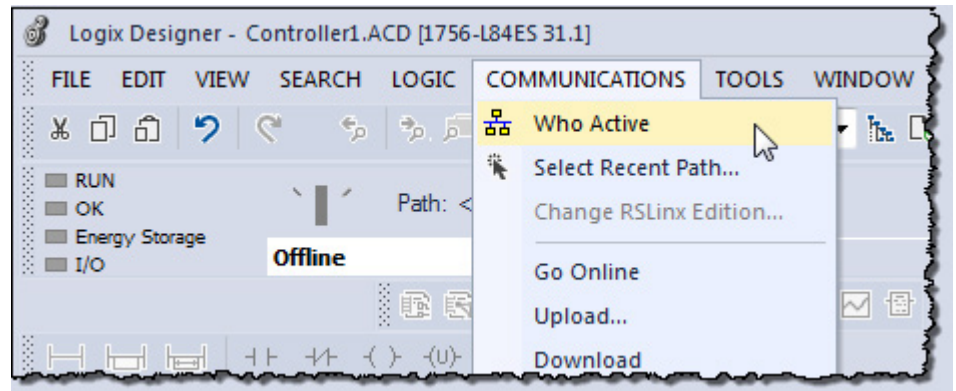 Logix Designer - Controller1.ACD [1756-L84ES 31.1]
FILE EDIT VIEW SEARCH LOGIC COMMUNICATIONS TOOLS WINDOW
Who Active
Select Recent Path...
Change RSLinx Edition...
Go Online
Upload...
Download
RUN
OK
Energy Storage
I/O
Path: <
Offline
(U)